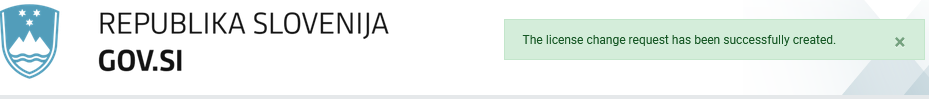 REPUBLIKA SLOVENIJA
GOV.SI
The license change request has been successfully created.
×